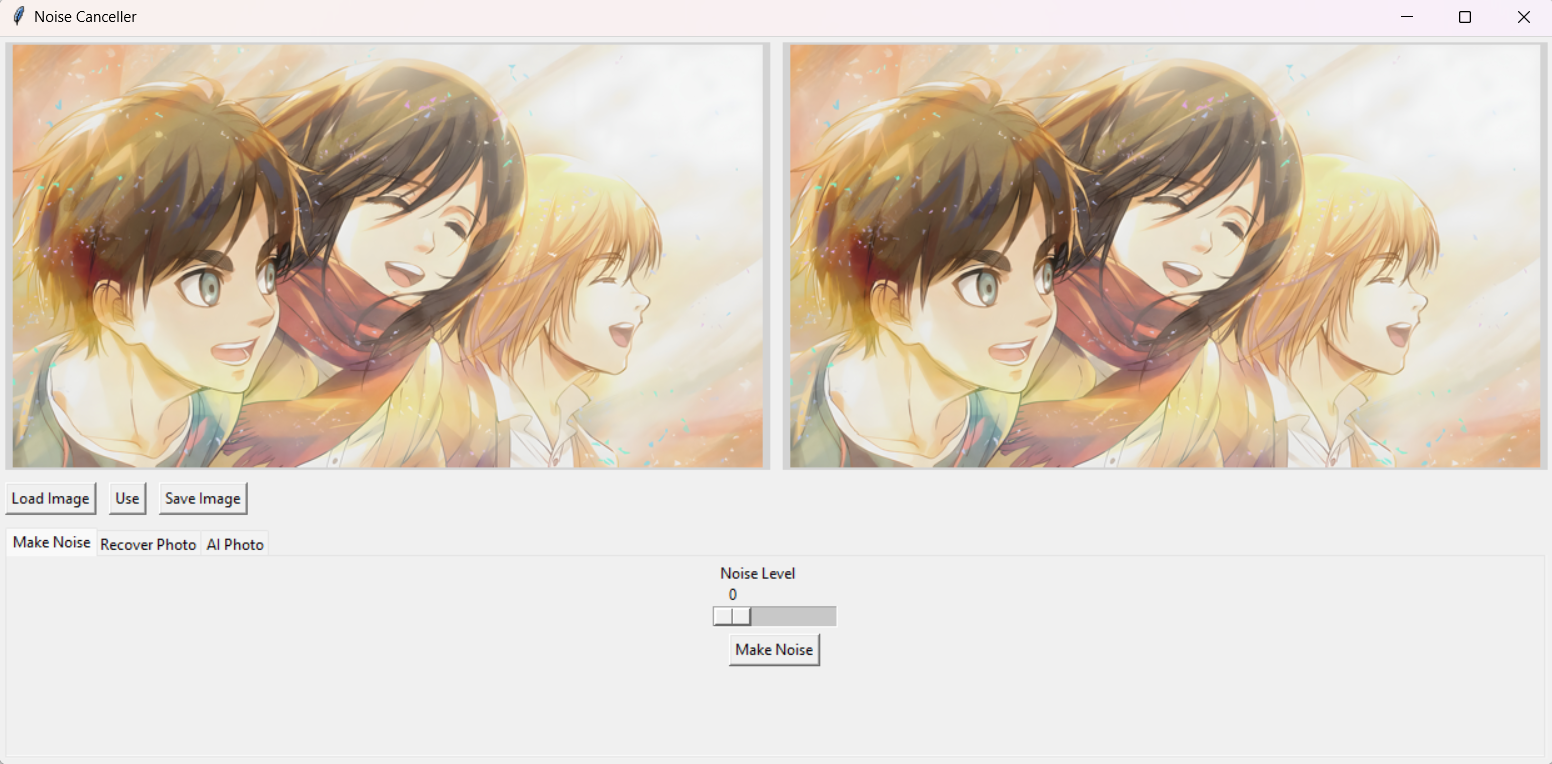 Noise Canceller
Load Image Use Save Image
Make Noise Recover Photo AI Photo
Noise Level
0
Make Noise